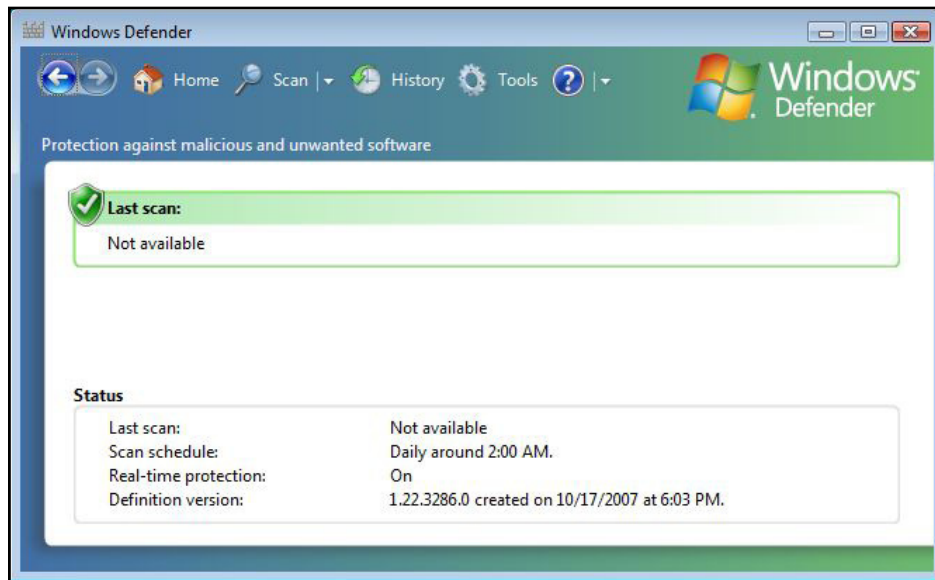 Windows Defender
Home Scan History Tools ?
Windows
Defender
Protection against malicious and unwanted software
Last scan:
Not available
Status
Last scan: Not available
Scan schedule: Daily around 2:00 AM.
Real-time protection: On
Definition version: 1.22.3286.0 created on 10/17/2007 at 6:03 PM.